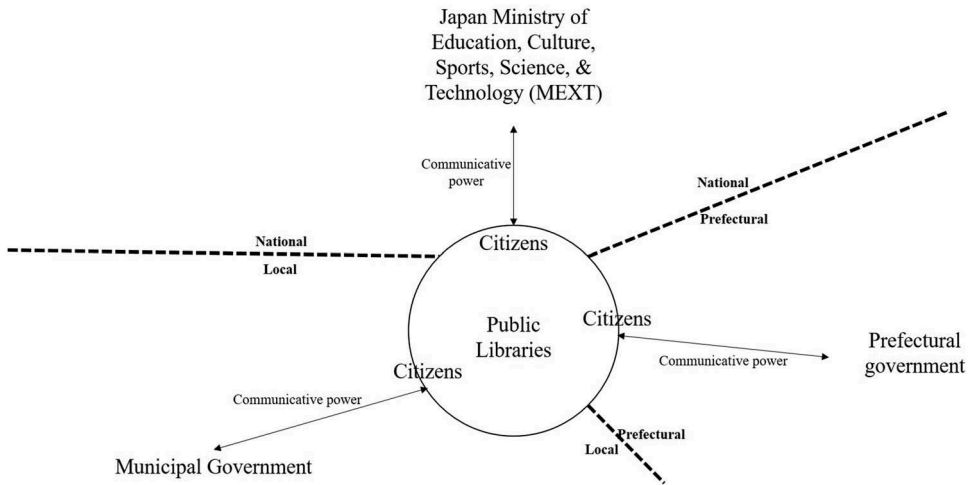 Japan Ministry of
Education, Culture,
Sports, Science, &
Technology (MEXT)
Communicative
power
National
Prefectural
National
Local
Citizens
Public
Libraries
Citizens
Citizens
Communicative power
Prefectural
government
Communicative power
Prefectural
Local
Municipal Government